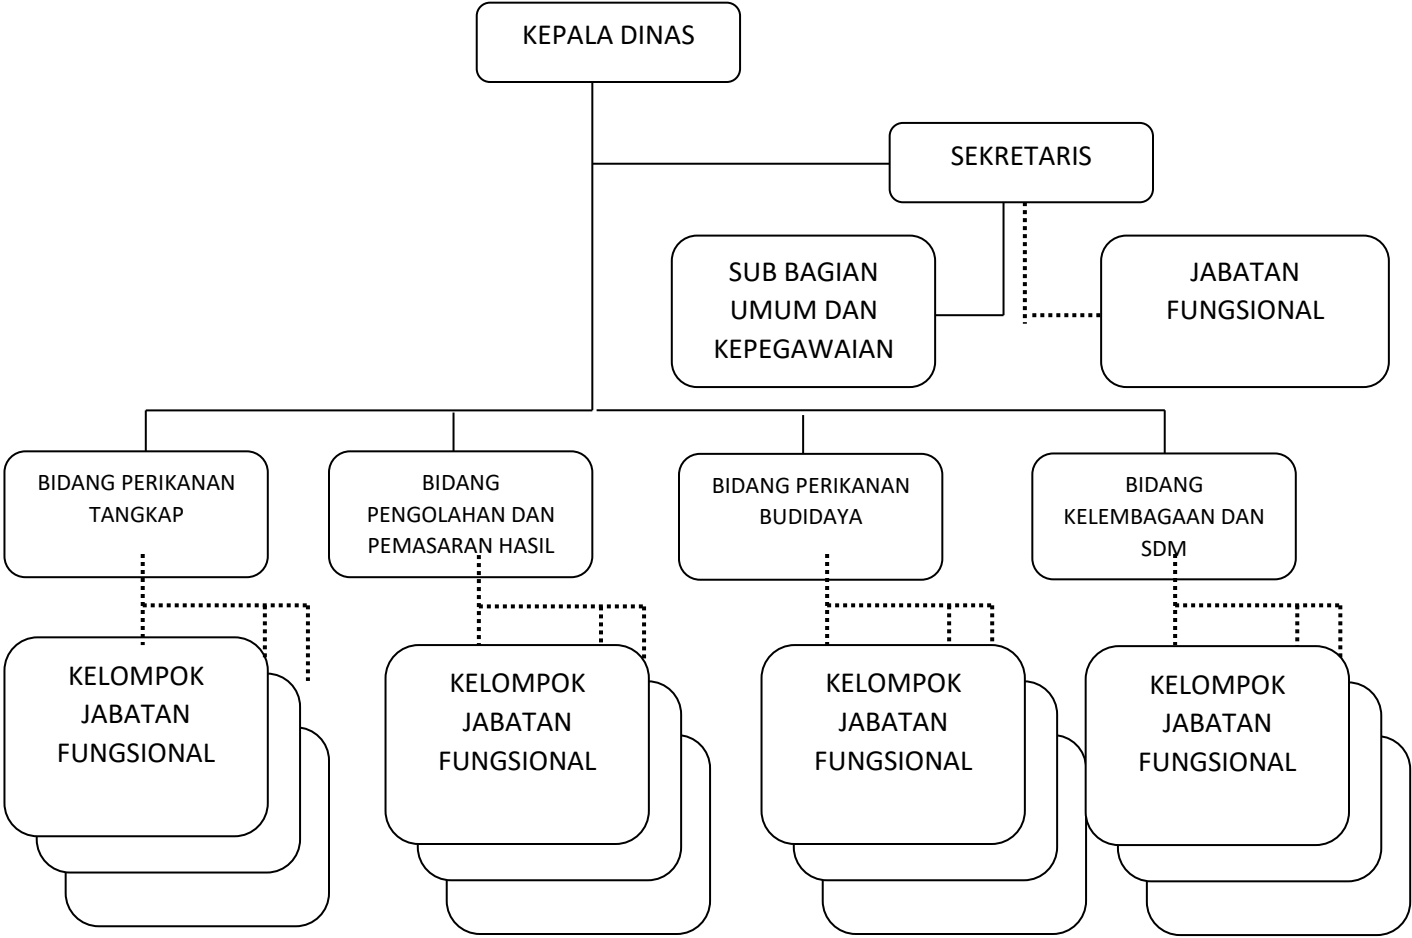 KEPALA DINAS
SEKRETARIS
SUB BAGIAN
UMUM DAN
KEPEGAWAIAN
JABATAN
FUNGSIONAL
BIDANG PERIKANAN
TANGKAP
BIDANG
PENGOLAHAN DAN
PEMASARAN HASIL
BIDANG PERIKANAN
BUDIDAYA
BIDANG
KELEMBAGAAN DAN
SDM
KELOMPOK
JABATAN
FUNGSIONAL
KELOMPOK
JABATAN
FUNGSIONAL
KELOMPOK
JABATAN
FUNGSIONAL
KELOMPOK
JABATAN
FUNGSIONAL